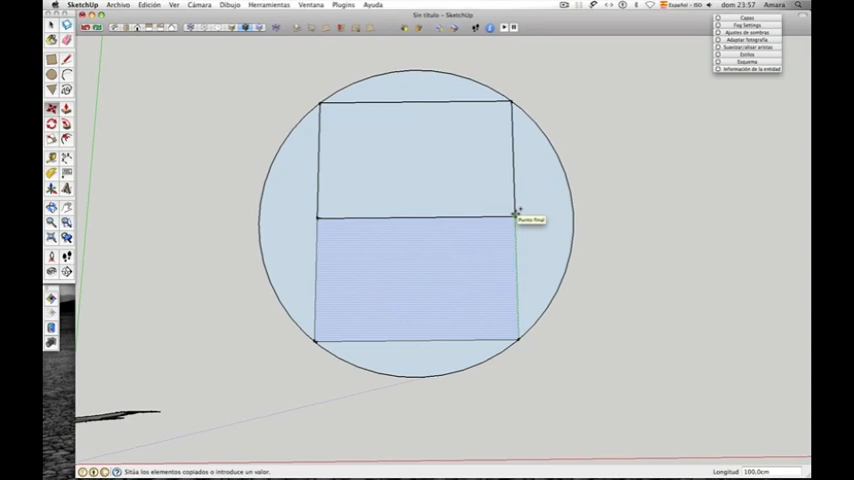 SketchUp Archivo Edición Ver Cámara Dibujo Herramientas Ventana Plugins Ayuda
Español - ISO dom 23:57 Amara
Sin título - SketchUp
Capas
Fog Settings
Ajustes de sombras
Adaptar fotografía
Suavizar/alisar aristas
Estilos
Esquema
Información de la entidad
Punto final
Sitúa los elementos copiados o introduce un valor.
Longitud 100,0cm